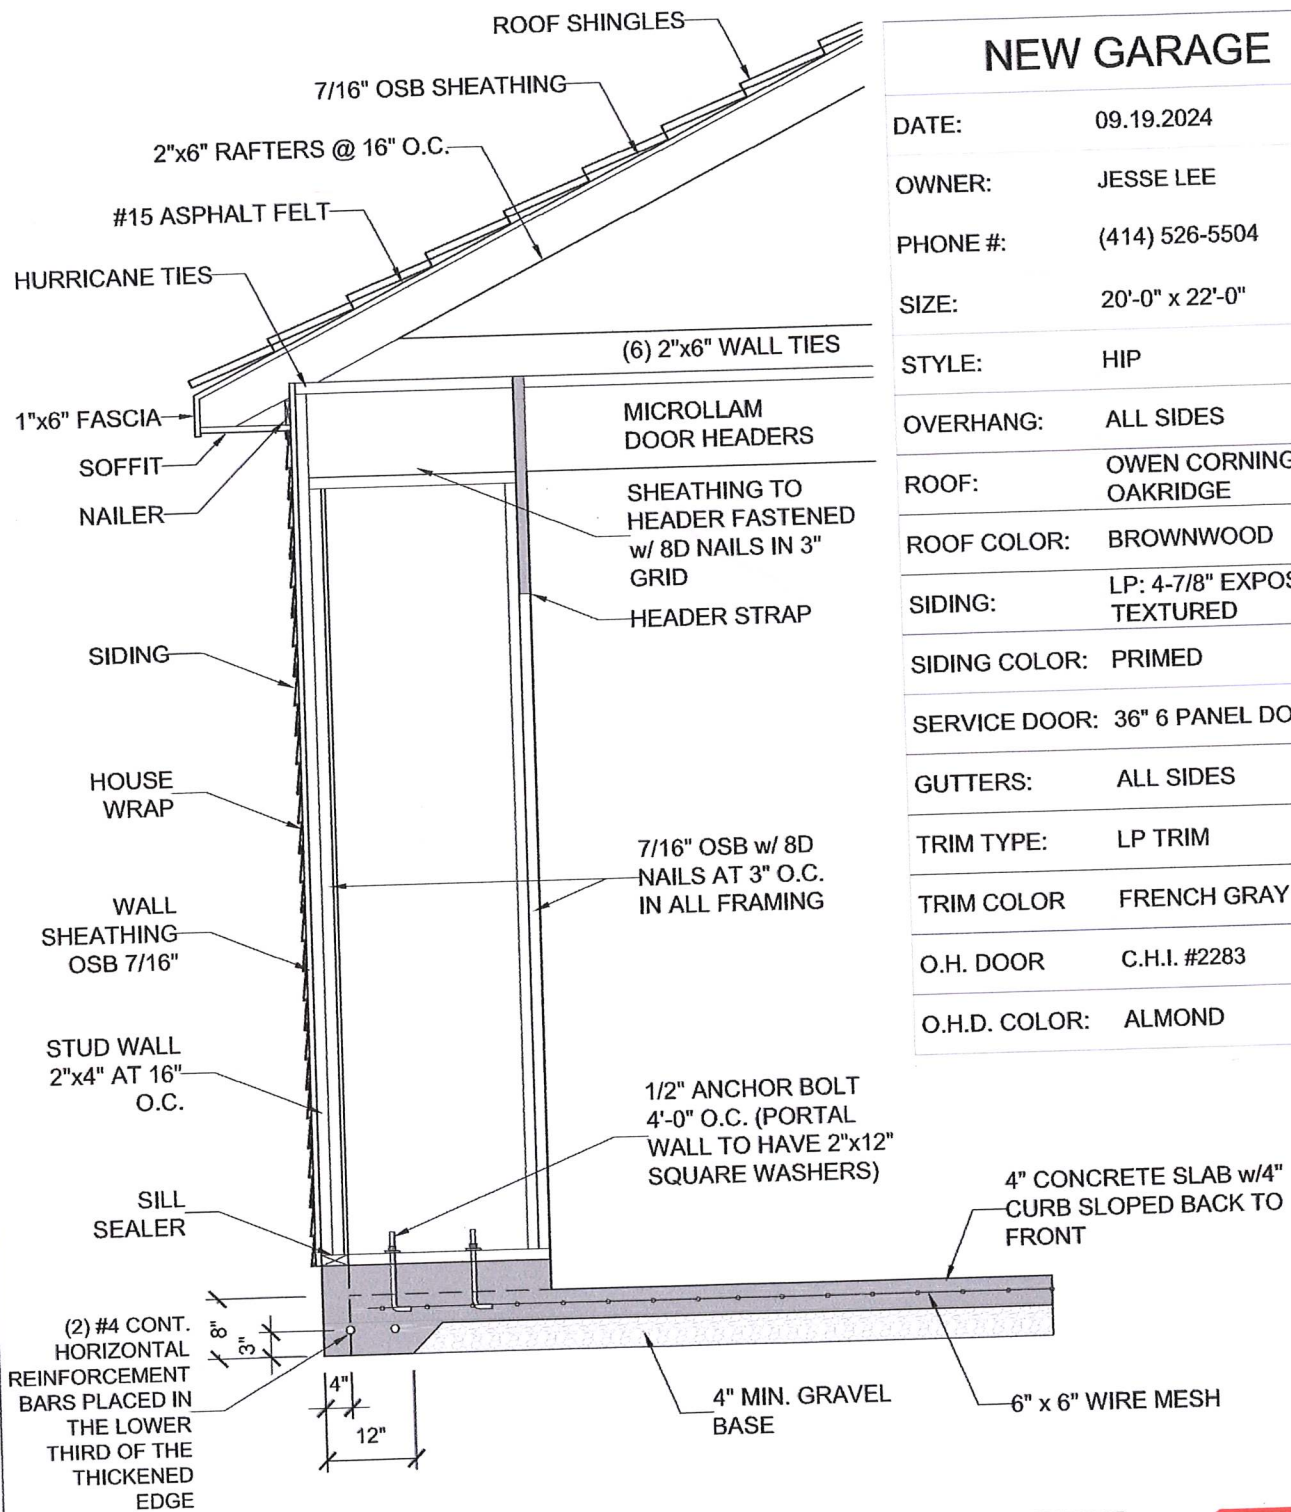 ROOF SHINGLES
7/16" OSB SHEATHING
2"x6" RAFTERS @ 16" O.C.
#15 ASPHALT FELT
HURRICANE TIES
(6) 2"x6" WALL TIES
1"x6" FASCIA
SOFFIT
NAILER
MICROLLAM
DOOR HEADERS
SHEATHING TO
HEADER FASTENED
w/ 8D NAILS IN 3"
GRID
HEADER STRAP
SIDING
HOUSE
WRAP
7/16" OSB w/ 8D
NAILS AT 3" O.C.
IN ALL FRAMING
WALL
SHEATHING
OSB 7/16"
STUD WALL
2"x4" AT 16"
O.C.
1/2" ANCHOR BOLT
4'-0" O.C. (PORTAL
WALL TO HAVE 2"x12"
SQUARE WASHERS)
SILL
SEALER
4" CONCRETE SLAB w/4"
CURB SLOPED BACK TO
FRONT
(2) #4 CONT.
HORIZONTAL
REINFORCEMENT
BARS PLACED IN
THE LOWER
THIRD OF THE
THICKENED
EDGE
8"
3"
4"
12"
4" MIN. GRAVEL
BASE
6" x 6" WIRE MESH
NEW GARAGE
DATE: 09.19.2024
OWNER: JESSE LEE
PHONE #: (414) 526-5504
SIZE: 20'-0" x 22'-0"
STYLE: HIP
OVERHANG: ALL SIDES
ROOF: OWEN CORNING
OAKRIDGE
ROOF COLOR: BROWNWOOD
SIDING: LP: 4-7/8" EXPOS
TEXTURED
SIDING COLOR: PRIMED
SERVICE DOOR: 36" 6 PANEL DO
GUTTERS: ALL SIDES
TRIM TYPE: LP TRIM
TRIM COLOR FRENCH GRAY
O.H. DOOR C.H.I. #2283
O.H.D. COLOR: ALMOND